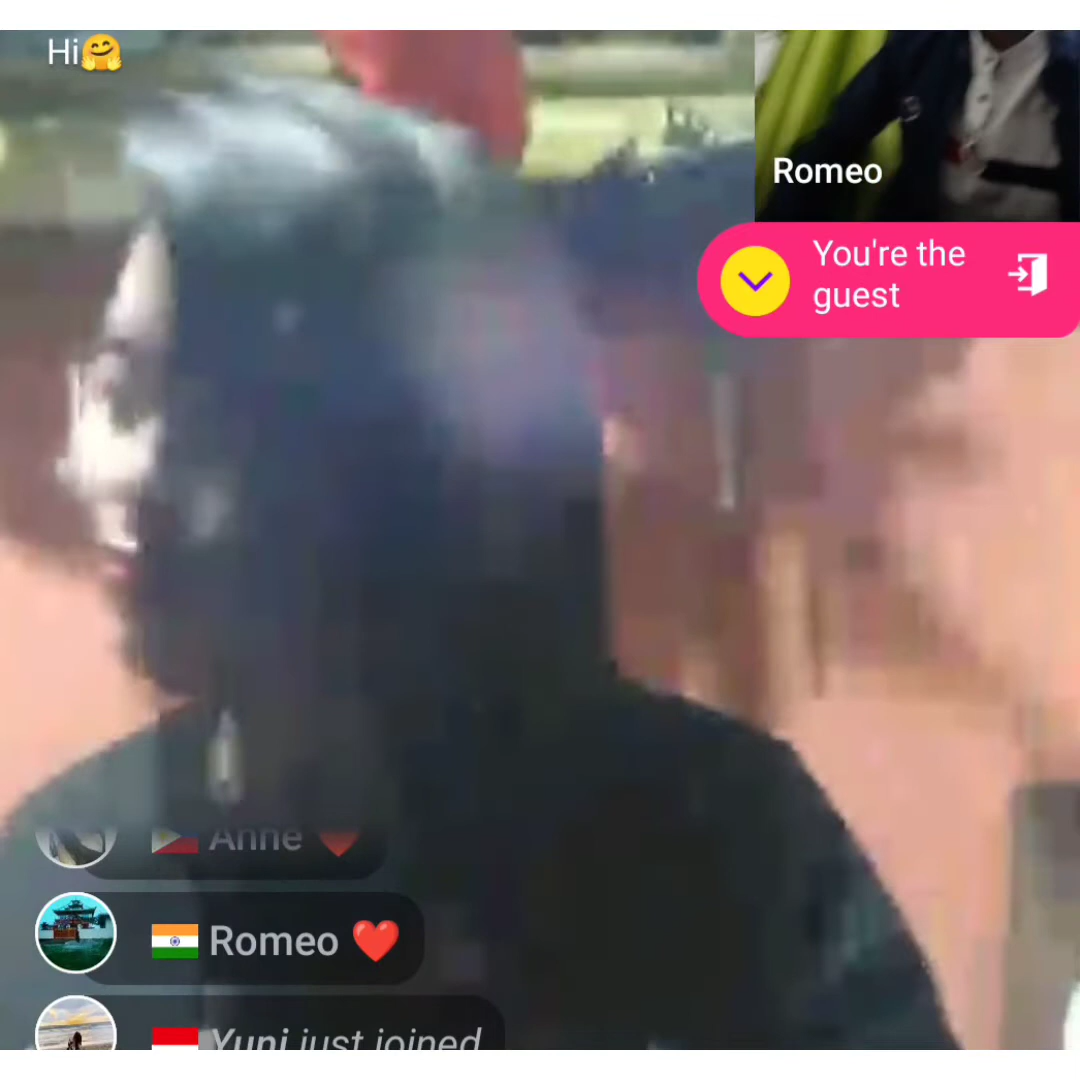 Hi🤗
Romeo
You're the
guest
Anne ❤️
Romeo ❤️
Yuni just joined